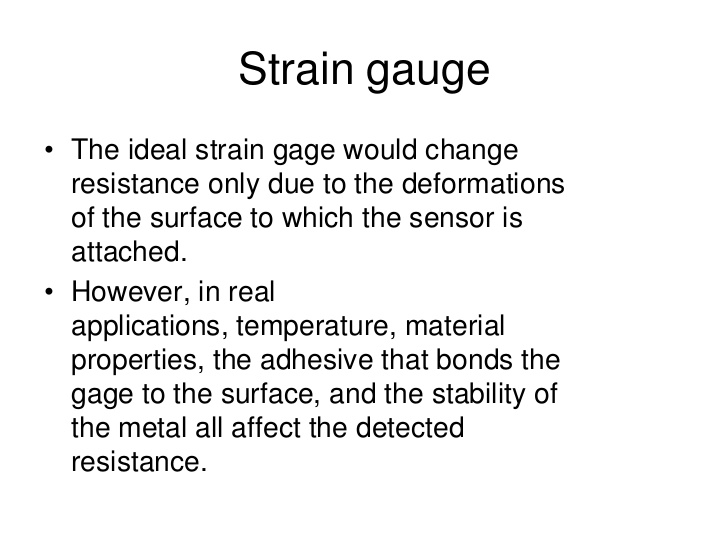 Strain gauge
• The ideal strain gage would change
resistance only due to the deformations
of the surface to which the sensor is
attached.
• However, in real
applications, temperature, material
properties, the adhesive that bonds the
gage to the surface, and the stability of
the metal all affect the detected
resistance.